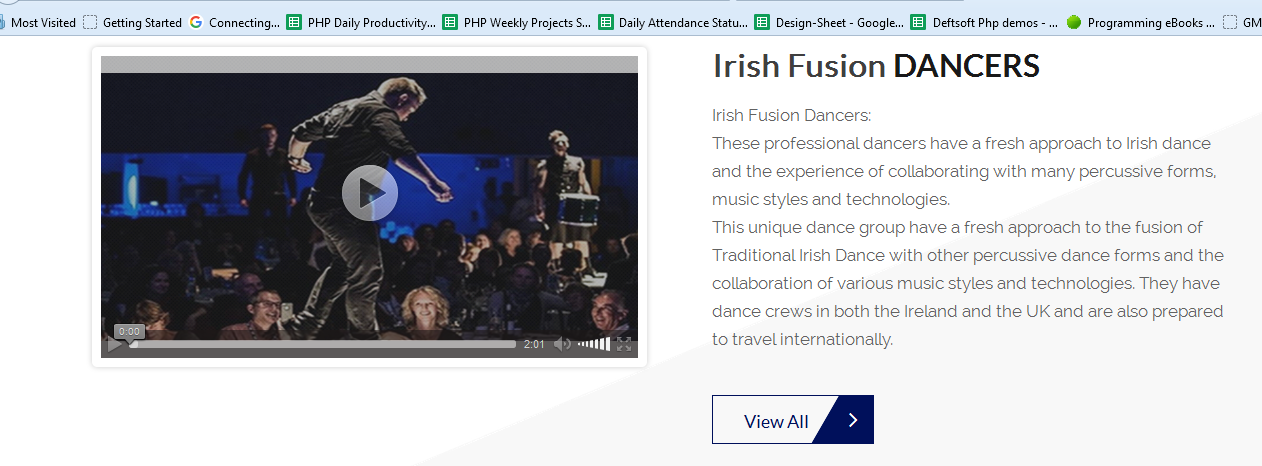 Most Visited Getting Started Connecting... PHP Daily Productivity... PHP Weekly Projects S... Daily Attendance Statu... Design-Sheet - Google... Deftsoft Php demos - ... Programming eBooks ... GM
Irish Fusion DANCERS
Irish Fusion Dancers:
These professional dancers have a fresh approach to Irish dance
and the experience of collaborating with many percussive forms,
music styles and technologies.
This unique dance group have a fresh approach to the fusion of
Traditional Irish Dance with other percussive dance forms and the
collaboration of various music styles and technologies. They have
dance crews in both the Ireland and the UK and are also prepared
to travel internationally.
0:00
2:01
View All